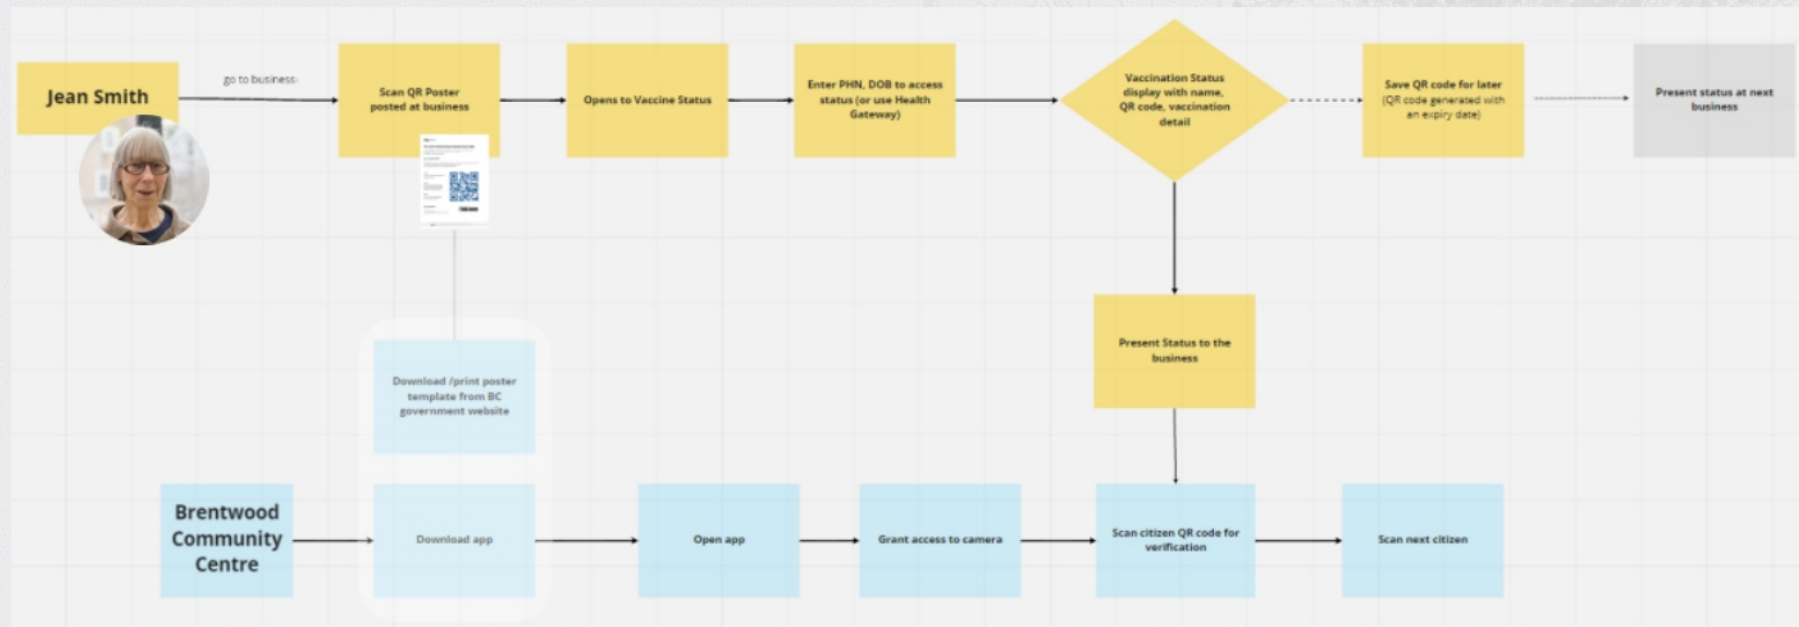 Jean Smith
go to business
Scan QR Poster
posted at business
Opens to Vaccine Status
Enter PHN, DOB to access
status (or use Health
Gateway)
Vaccination Status
display with name,
QR code, vaccination
detail
Save QR code for later
(QR code generated with
an expiry date)
Present status at next
business
Present Status to the
business
Download /print poster
template from BC
government website
Brentwood
Community
Centre
Download app
Open app
Grant access to camera
Scan citizen QR code for
verification
Scan next citizen